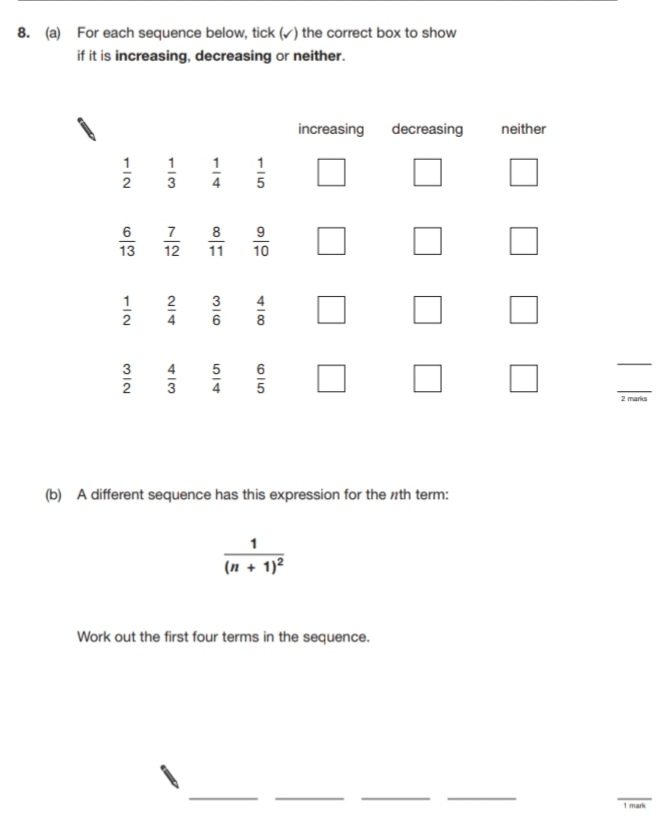 8. (a) For each sequence below, tick (✓) the correct box to show
if it is increasing, decreasing or neither.
increasing decreasing neither
1/2 1/3 1/4 1/5
6/13 7/12 8/11 9/10
1/2 2/4 3/6 4/8
3/2 4/3 5/4 6/5
2 marks
(b) A different sequence has this expression for the nth term:
1/(n + 1)²
Work out the first four terms in the sequence.
1 mark